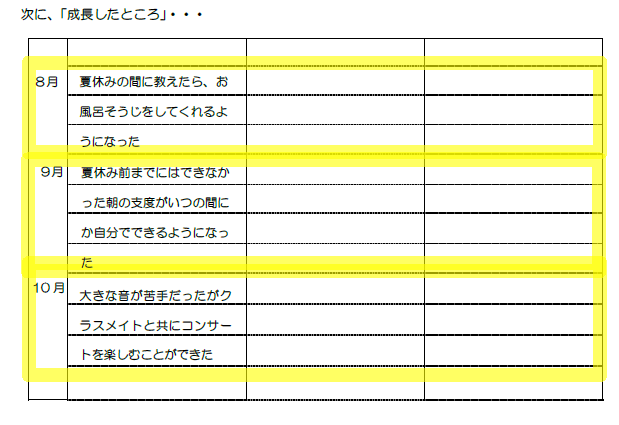 次に、「成長したところ」・・・
8月 夏休みの間に教えたら、お
風呂そうじをしてくれるよ
うになった
9月 夏休み前までにはできなか
った朝の支度がいつの間に
か自分でできるようになっ
た
10月 大きな音が苦手だったがク
ラスメイトと共にコンサー
トを楽しむことができた